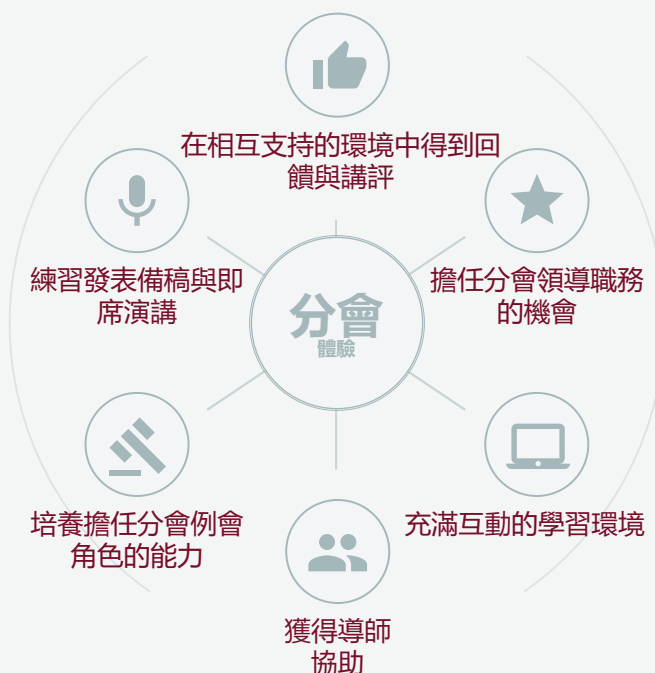 在相互支持的環境中得到回
饋與講評
練習發表備稿與即
席演講
擔任分會領導職務
的機會
分會
體驗
培養擔任分會例會
角色的能力
充滿互動的學習環境
獲得導師
協助